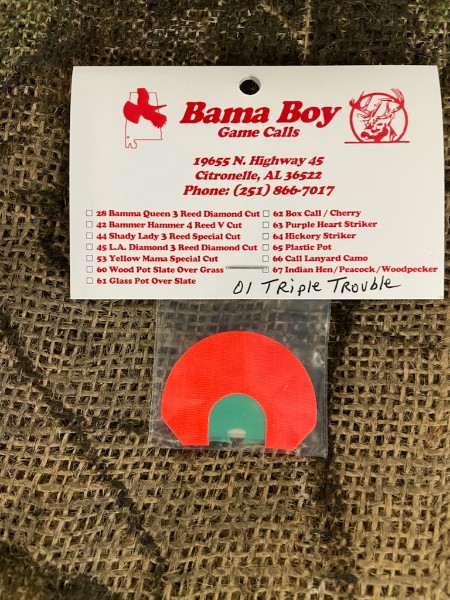 Bama Boy
Game Calls
19655 N. Highway 45
Citronelle, AL 36522
Phone: (251) 866-7017
28 Bamma Queen 3 Reed Diamond Cut
42 Bammer Hammer 4 Reed V Cut
44 Shady Lady 3 Reed Special Cut
45 L.A. Diamond 3 Reed Diamond Cut
53 Yellow Mama Special Cut
60 Wood Pot Slate Over Grass
61 Glass Pot Over Slate
62 Box Call / Cherry
63 Purple Heart Striker
64 Hickory Striker
65 Plastic Pot
66 Call Lanyard Camo
67 Indian Hen/Peacock/Woodpecker
01 Triple Trouble